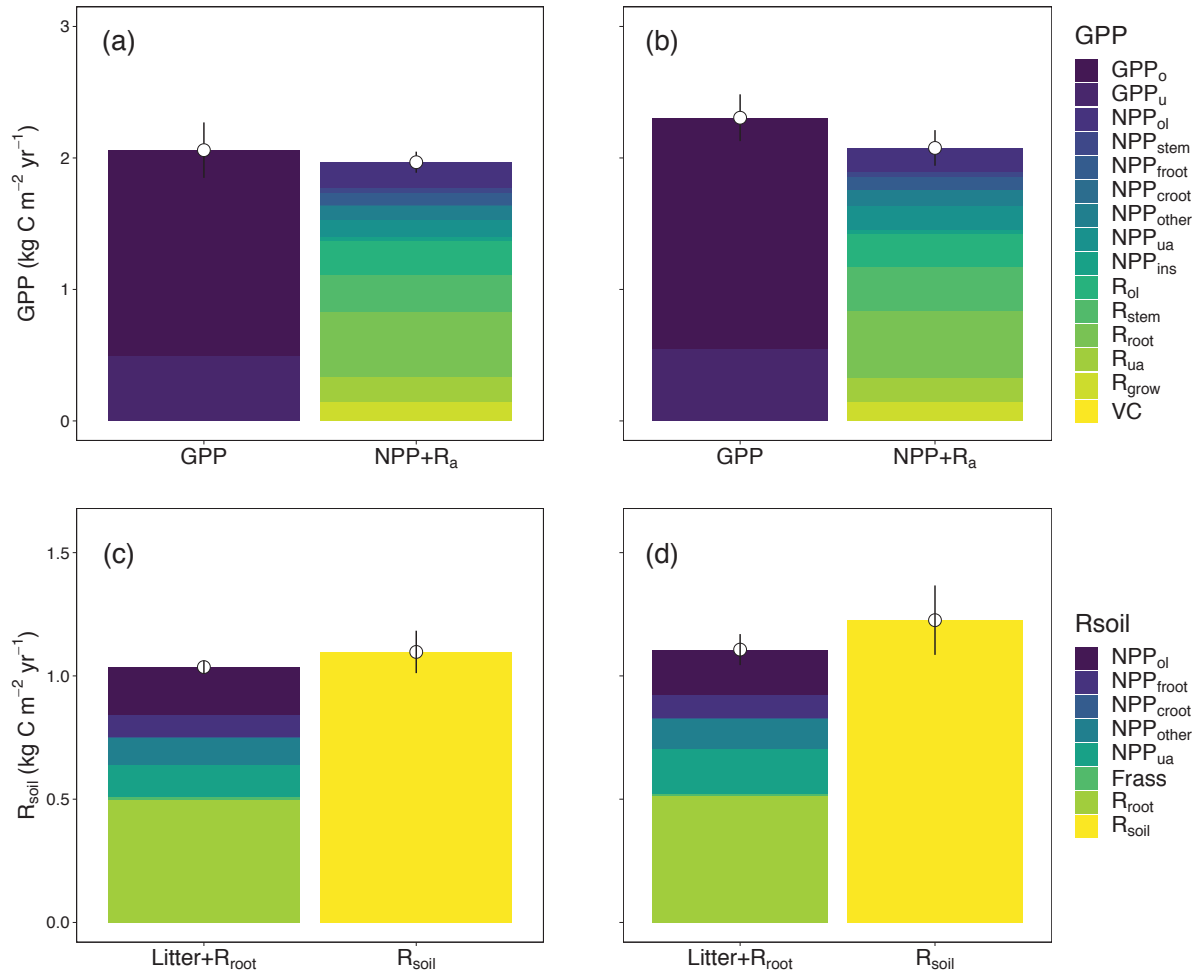 (a)
(b)
3
2
1
0
GPP (kg C m⁻² yr⁻¹)
GPP
NPP+Rₐ
GPP
NPP+Rₐ
GPP
GPPo
GPPu
NPPol
NPPstem
NPPfroot
NPPcroot
NPPother
NPPua
NPPins
Rol
Rstem
Rroot
Rua
Rgrow
VC
(c)
(d)
1.5
1.0
0.5
0.0
Rsoil (kg C m⁻² yr⁻¹)
Litter+Rroot
Rsoil
Litter+Rroot
Rsoil
Rsoil
NPPol
NPPfroot
NPPcroot
NPPother
NPPua
Frass
Rroot
Rsoil